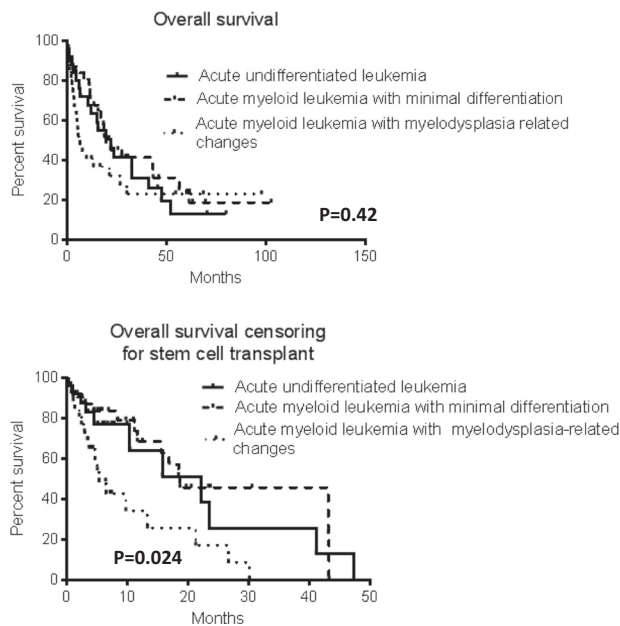 Overall survival
100
80
60
40
20
0
Percent survival
Acute undifferentiated leukemia
Acute myeloid leukemia with minimal differentiation
Acute myeloid leukemia with myelodysplasia related
changes
P=0.42
0 50 100 150
Months
Overall survival censoring
for stem cell transplant
100
80
60
40
20
0
Percent survival
Acute undifferentiated leukemia
Acute myeloid leukemia with minimal differentiation
Acute myeloid leukemia with myelodysplasia-related
changes
P=0.024
0 10 20 30 40 50
Months